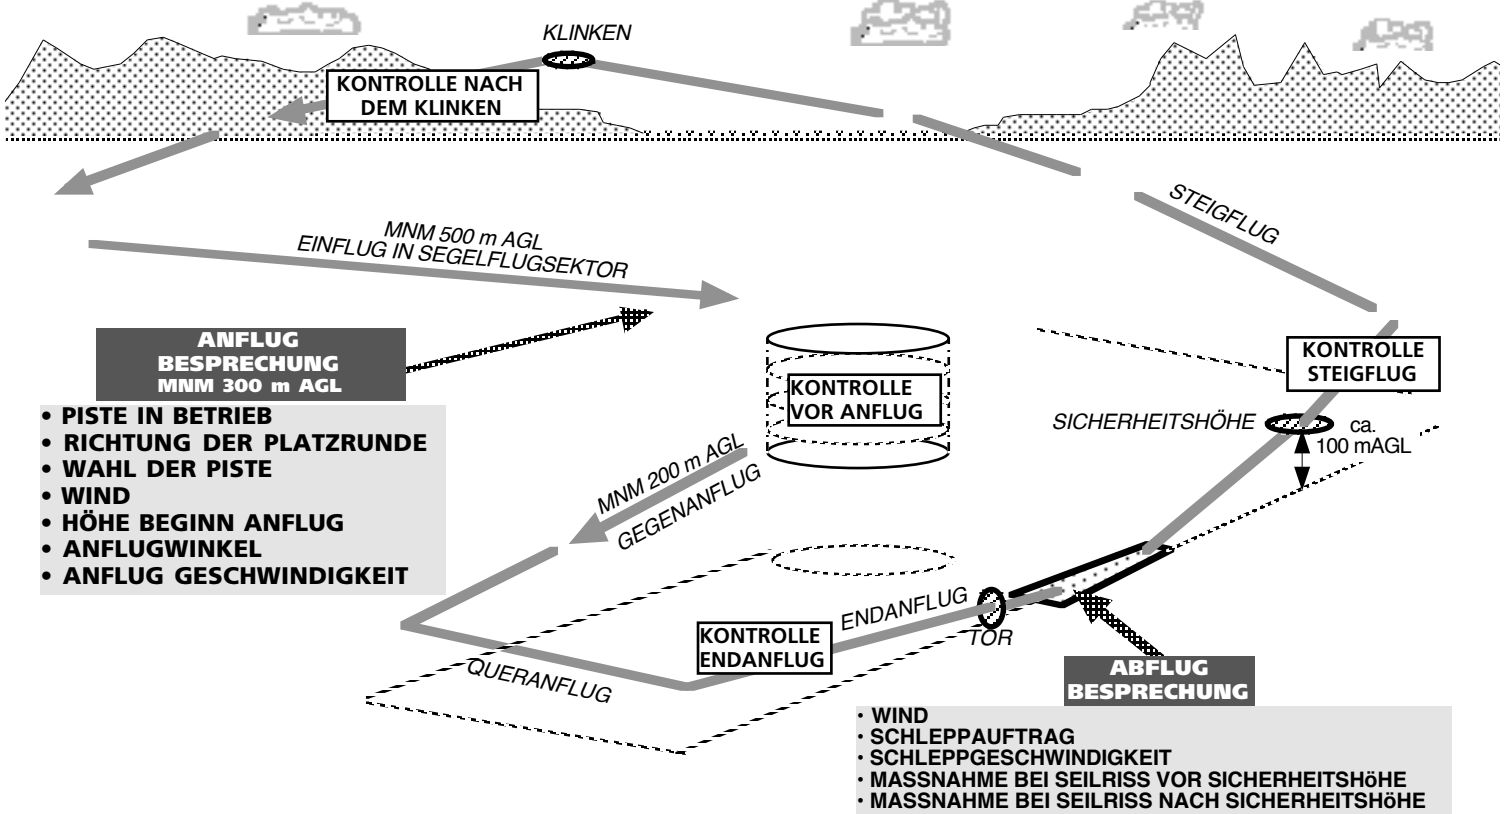 KLINKEN
KONTROLLE NACH
DEM KLINKEN
STEIGFLUG
MNM 500 m AGL
EINFLUG IN SEGELFLUGSEKTOR
ANFLUG
BESPRECHUNG
MNM 300 m AGL
• PISTE IN BETRIEB
• RICHTUNG DER PLATZRUNDE
• WAHL DER PISTE
• WIND
• HÖHE BEGINN ANFLUG
• ANFLUGWINKEL
• ANFLUG GESCHWINDIGKEIT
KONTROLLE
VOR ANFLUG
KONTROLLE
STEIGFLUG
SICHERHEITSHÖHE
ca.
100 mAGL
MNM 200 m AGL
GEGENANFLUG
QUERANFLUG
KONTROLLE
ENDANFLUG
ENDANFLUG
TOR
ABFLUG
BESPRECHUNG
· WIND
· SCHLEPPAUFTRAG
· SCHLEPPGESCHWINDIGKEIT
· MASSNAHME BEI SEILRISS VOR SICHERHEITSHöHE
· MASSNAHME BEI SEILRISS NACH SICHERHEITSHöHE